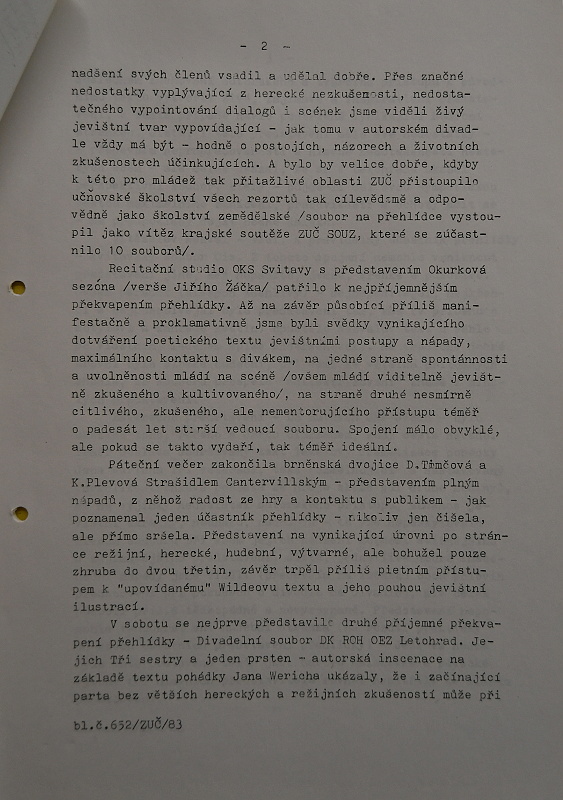 - 2 -
nadšení svých členů vsadil a udělal dobře. Přes značné
nedostatky vyplývající z herecké nezkušenosti, nedosta-
tečného vypointování dialogů i scének jsme viděli živý
jevištní tvar vypovídající - jak tomu v autorském divad-
le vždy má být - hodně o postojích, názorech a životních
zkušenostech účinkujících. A bylo by velice dobře, kdyby
k této pro mládež tak přitažlivé oblasti ZUČ přistoupilo
učňovské školství všech rezortů tak cílevědomě a odpo-
vědně jako školství zemědělské /soubor na přehlídce vystou-
pil jako vítěz krajské soutěže ZUČ SOUZ, které se zúčast-
nilo 10 souborů/.
Recitační studio OKS Svitavy s představením Okurková
sezóna /verše Jiřího Žáčka/ patřilo k nejpříjemnějším
překvapením přehlídky. Až na závěr působící příliš mani-
festačně a proklamativně jsme byli svědky vynikajícího
dotváření poetického textu jevištními postupy a nápady,
maximálního kontaktu s divákem, na jedné straně spontánnosti
a uvolněnosti mládí na scéně /ovšem mládí viditelně jevišt-
ně zkušeného a kultivovaného/, na straně druhé nesmírně
citlivého, zkušeného, ale nementorujícího přístupu téměř
o padesát let starší vedoucí souboru. Spojení málo obvyklé,
ale pokud se takto vydaří, tak téměř ideální.
Páteční večer zakončila brněnská dvojice D.Tůmčová a
K.Plevová Strašidlem Cantervillským - představením plným
nápadů, z něhož radost ze hry a kontaktu s publikem - jak
poznamenal jeden účastník přehlídky - nikoliv jen čišela,
ale přímo sršela. Představení na vynikající úrovni po strán-
ce režijní, herecké, hudební, výtvarné, ale bohužel pouze
zhruba do dvou třetin, závěr trpěl příliš pietním přístu-
pem k "upovídanému" Wildeovu textu a jeho pouhou jevištní
ilustrací.
V sobotu se nejprve představilo druhé příjemné překva-
pení přehlídky - Divadelní soubor DK ROH OEZ Letohrad. Je-
jich Tři sestry a jeden prsten - autorská inscenace na
základě textu pohádky Jana Wericha ukázaly, že i začínající
parta bez větších hereckých a režijních zkušeností může při
bl.č.652/ZUČ/83